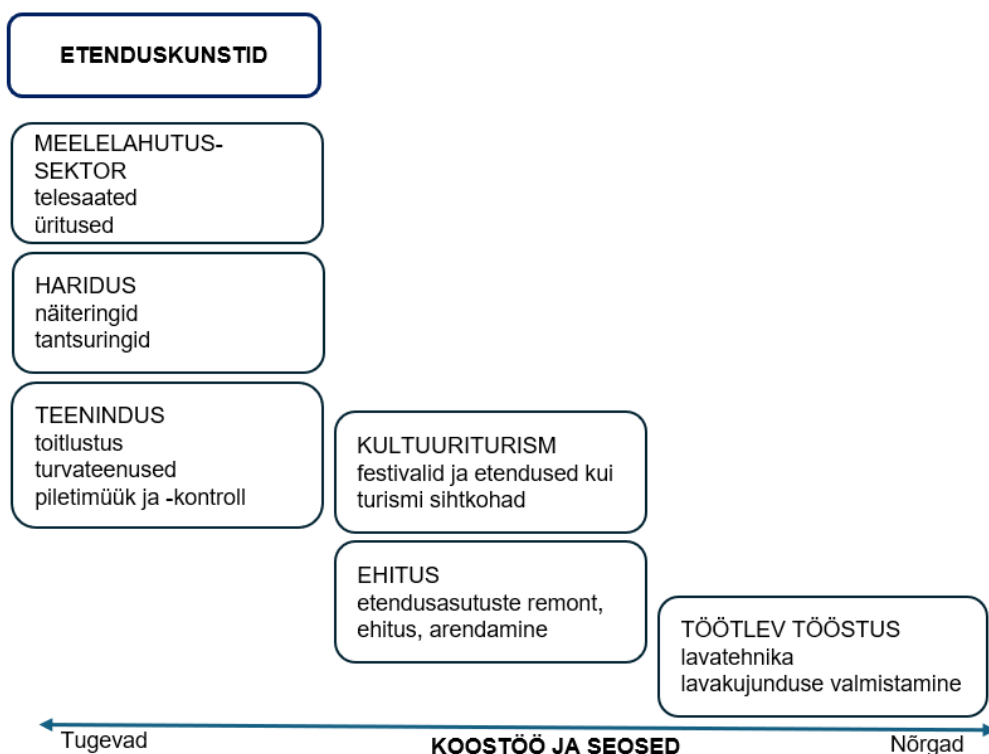 ETENDUSKUNSTID
MEELELAHUTUS-
SEKTOR
telesaated
üritused
HARIDUS
näiteringid
tantsuringid
TEENINDUS
toitlustus
turvateenused
piletimüük ja -kontroll
KULTUURITURISM
festivalid ja etendused kui
turismi sihtkohad
EHITUS
etendusasutuste remont,
ehitus, arendamine
TÖÖTLEV TÖÖSTUS
lavatehnika
lavakujunduse valmistamine
Tugevad
KOOSTÖÖ JA SEOSED
Nõrgad